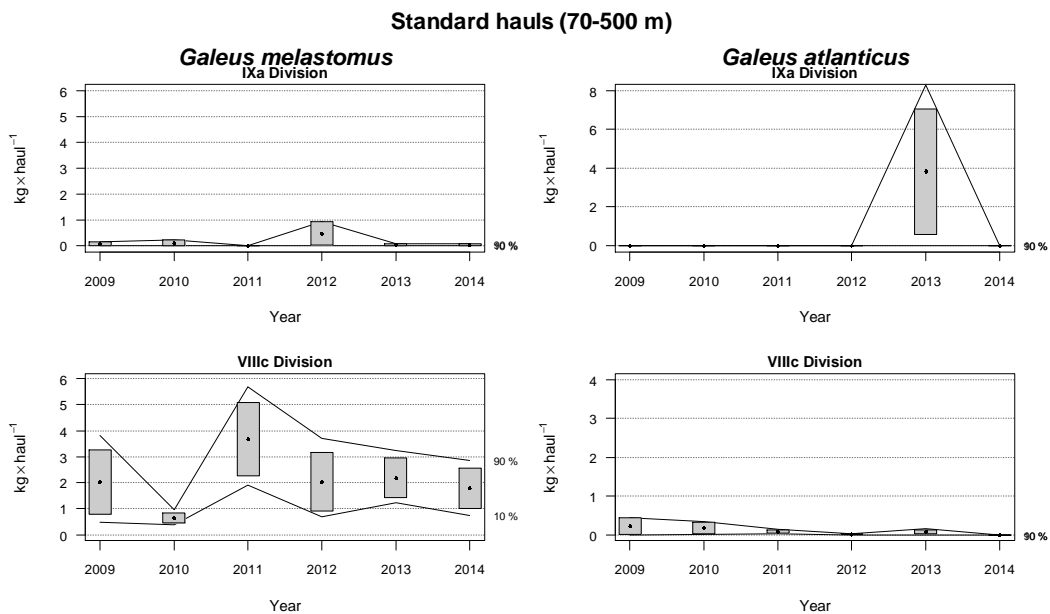 Standard hauls (70-500 m)
Galeus melastomus
IXa Division
6
5
4
3
2
1
0
kg×haul⁻¹
90 %
2009 2010 2011 2012 2013 2014
Year
Galeus atlanticus
IXa Division
8
6
4
2
0
kg×haul⁻¹
90 %
2009 2010 2011 2012 2013 2014
Year
VIIIc Division
6
5
4
3
2
1
0
kg×haul⁻¹
90 %
10 %
2009 2010 2011 2012 2013 2014
Year
VIIIc Division
4
3
2
1
0
kg×haul⁻¹
90 %
2009 2010 2011 2012 2013 2014
Year